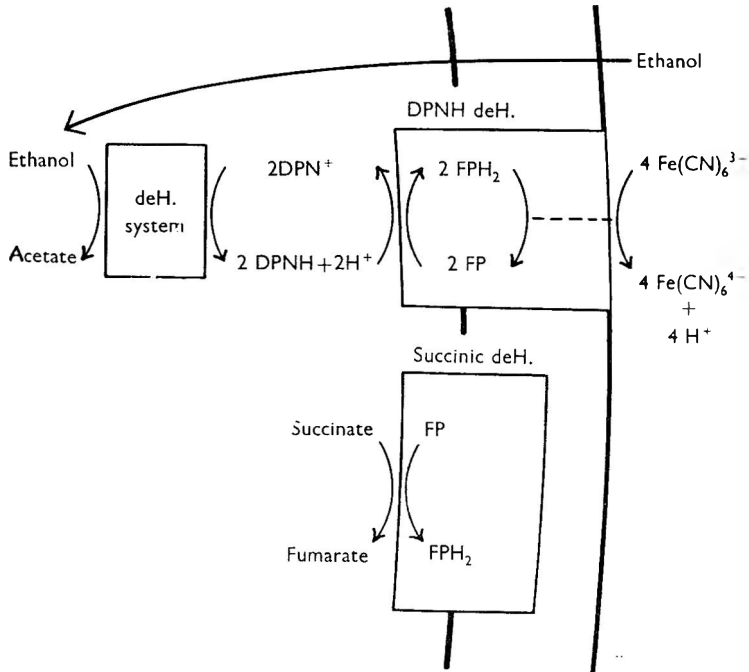 Ethanol
DPNH deH.
Ethanol
deH.
system
Acetate
2DPN⁺
2 DPNH+2H⁺
2 FPH₂
2 FP
4 Fe(CN)₆³⁻
4 Fe(CN)₆⁴⁻
+
4 H⁺
Succinic deH.
Succinate
FP
Fumarate
FPH₂